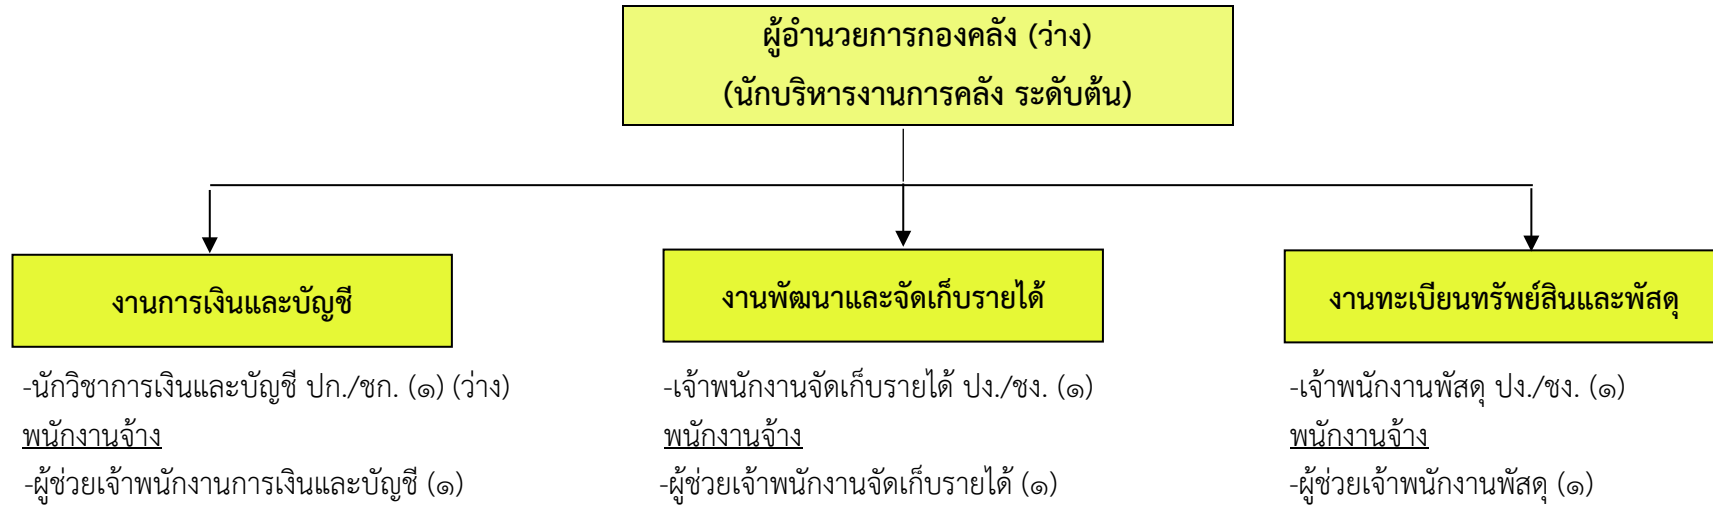 ผู้อำนวยการกองคลัง (ว่าง)
(นักบริหารงานการคลัง ระดับต้น)
งานการเงินและบัญชี
-นักวิชาการเงินและบัญชี ปก./ชก. (๑) (ว่าง)
พนักงานจ้าง
-ผู้ช่วยเจ้าพนักงานการเงินและบัญชี (๑)
งานพัฒนาและจัดเก็บรายได้
-เจ้าพนักงานจัดเก็บรายได้ ปง./ชง. (๑)
พนักงานจ้าง
-ผู้ช่วยเจ้าพนักงานจัดเก็บรายได้ (๑)
งานทะเบียนทรัพย์สินและพัสดุ
-เจ้าพนักงานพัสดุ ปง./ชง. (๑)
พนักงานจ้าง
-ผู้ช่วยเจ้าพนักงานพัสดุ (๑)